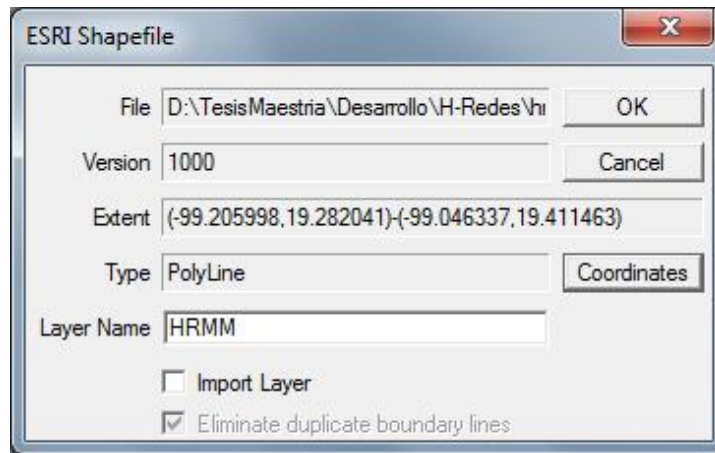 ESRI Shapefile
File D:\TesisMaestria\Desarrollo\H-Redes\hr OK
Version 1000 Cancel
Extent (-99.205998,19.282041)-(-99.046337,19.411463)
Type PolyLine Coordinates
Layer Name HRMM
Import Layer
Eliminate duplicate boundary lines